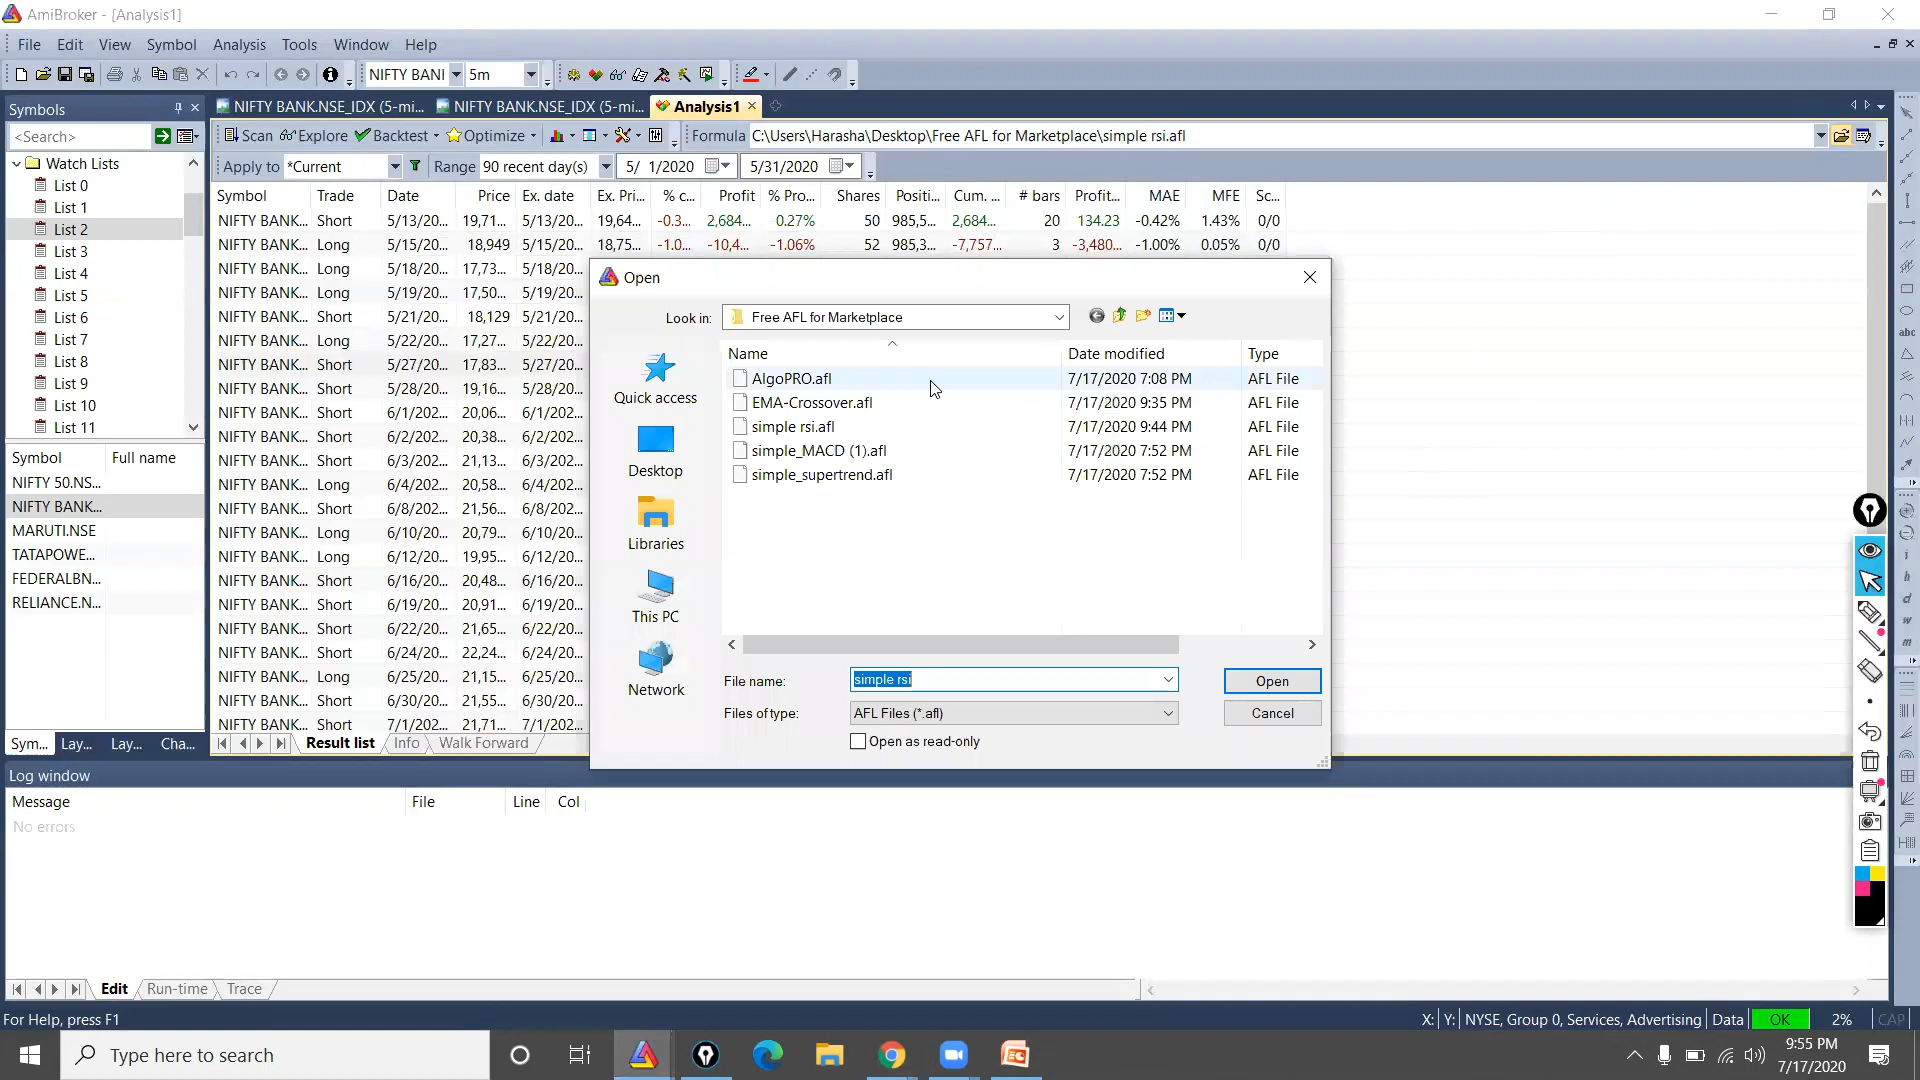 AmiBroker - [Analysis1]
File Edit View Symbol Analysis Tools Window Help
NIFTY BANI 5m
Symbols
NIFTY BANK.NSE_IDX (5-mi... NIFTY BANK.NSE_IDX (5-mi... Analysis1
<Search>
Scan Explore Backtest Optimize Formula C:\Users\Harasha\Desktop\Free AFL for Marketplace\simple rsi.afl
Apply to *Current Range 90 recent day(s) 5/ 1/2020 5/31/2020
Watch Lists
List 0
List 1
List 2
List 3
List 4
List 5
List 6
List 7
List 8
List 9
List 10
List 11
Symbol Full name
NIFTY 50.NS...
NIFTY BANK...
MARUTI.NSE
TATAPOWE...
FEDERALBN...
RELIANCE.N...
Sym... Lay... Lay... Cha...
Symbol Trade Date Price Ex. date Ex. Pri... % c... Profit % Pro... Shares Positi... Cum. ... # bars Profit... MAE MFE Sc...
NIFTY BANK... Short 5/13/20... 19,71... 5/13/20... 19,64... -0.3... 2,684... 0.27% 50 985,5... 2,684... 20 134.23 -0.42% 1.43% 0/0
NIFTY BANK... Long 5/15/20... 18,949 5/15/20... 18,75... -1.0... -10,4... -1.06% 52 985,3... -7,757... 3 -3,480... -1.00% 0.05% 0/0
NIFTY BANK... Long 5/18/20... 17,73... 5/18/20...
NIFTY BANK... Long 5/19/20... 17,50... 5/19/20...
NIFTY BANK... Short 5/21/20... 18,129 5/21/20...
NIFTY BANK... Long 5/22/20... 17,27... 5/22/20...
NIFTY BANK... Short 5/27/20... 17,83... 5/27/20...
NIFTY BANK... Short 5/28/20... 19,16... 5/28/20...
NIFTY BANK... Short 6/1/202... 20,06... 6/1/202...
NIFTY BANK... Short 6/2/202... 20,38... 6/2/202...
NIFTY BANK... Short 6/3/202... 21,13... 6/3/202...
NIFTY BANK... Long 6/4/202... 20,58... 6/4/202...
NIFTY BANK... Short 6/8/202... 21,56... 6/8/202...
NIFTY BANK... Long 6/10/20... 20,79... 6/10/20...
NIFTY BANK... Long 6/12/20... 19,95... 6/12/20...
NIFTY BANK... Short 6/16/20... 20,48... 6/16/20...
NIFTY BANK... Short 6/19/20... 20,91... 6/19/20...
NIFTY BANK... Short 6/22/20... 21,65... 6/22/20...
NIFTY BANK... Short 6/24/20... 22,24... 6/24/20...
NIFTY BANK... Long 6/25/20... 21,15... 6/25/20...
NIFTY BANK... Short 6/30/20... 21,55... 6/30/20...
NIFTY BANK... Short 7/1/202... 21,71... 7/1/202...
Result list Info Walk Forward
Open
Look in: Free AFL for Marketplace
Quick access
Desktop
Libraries
This PC
Network
Name Date modified Type
AlgoPRO.afl 7/17/2020 7:08 PM AFL File
EMA-Crossover.afl 7/17/2020 9:35 PM AFL File
simple rsi.afl 7/17/2020 9:44 PM AFL File
simple_MACD (1).afl 7/17/2020 7:52 PM AFL File
simple_supertrend.afl 7/17/2020 7:52 PM AFL File
File name: simple rsi Open
Files of type: AFL Files (*.afl) Cancel
Open as read-only
abc
i
h
d
w
m
Log window
Message File Line Col
No errors
Edit Run-time Trace
For Help, press F1 X: Y: NYSE, Group 0, Services, Advertising Data OK 2% CAP
Type here to search
9:55 PM
7/17/2020